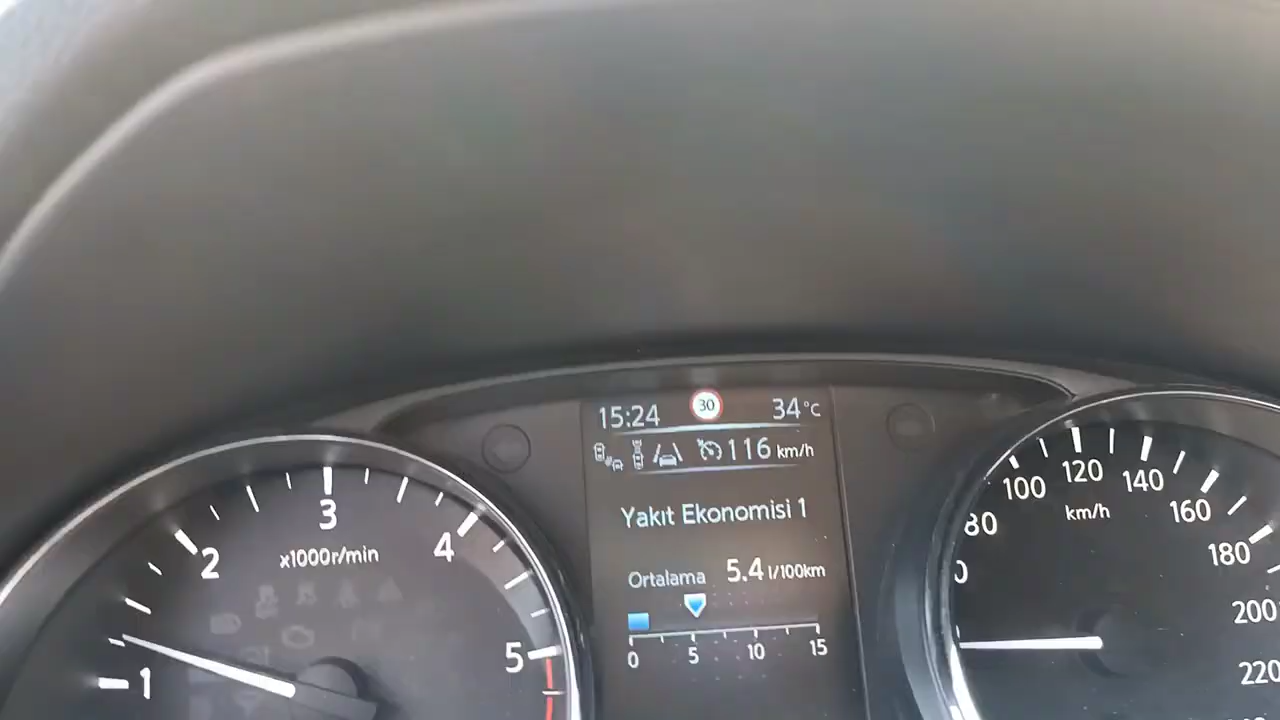 15:24 30 34°C
116 km/h
Yakıt Ekonomisi 1
Ortalama 5.4 l/100km
0 5 10 15
1
2
3
4
5
x1000r/min
80
100
120
140
160
180
200
220
km/h